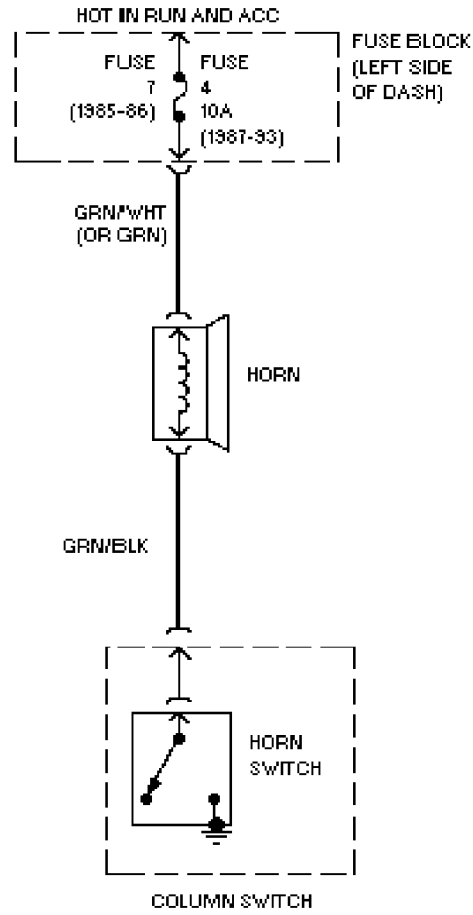 HOT IN RUN AND ACC
FUSE
7
(1985-86)
FUSE
4
10A
(1987-93)
FUSE BLOCK
(LEFT SIDE
OF DASH)
GRN/WHT
(OR GRN)
HORN
GRN/BLK
HORN
SWITCH
COLUMN SWITCH